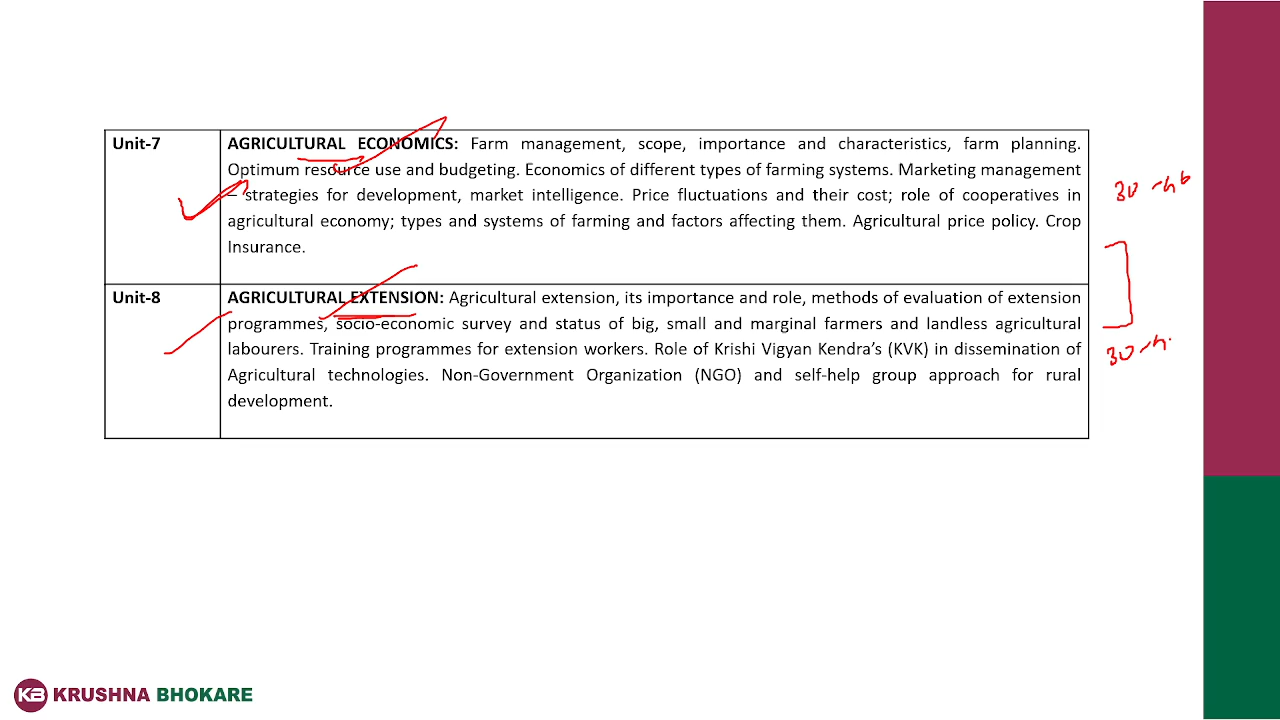 Unit-7
AGRICULTURAL ECONOMICS: Farm management, scope, importance and characteristics, farm planning.
Optimum resource use and budgeting. Economics of different types of farming systems. Marketing management
– strategies for development, market intelligence. Price fluctuations and their cost; role of cooperatives in
agricultural economy; types and systems of farming and factors affecting them. Agricultural price policy. Crop
Insurance.
30
Unit-8
AGRICULTURAL EXTENSION: Agricultural extension, its importance and role, methods of evaluation of extension
programmes, socio-economic survey and status of big, small and marginal farmers and landless agricultural
labourers. Training programmes for extension workers. Role of Krishi Vigyan Kendra’s (KVK) in dissemination of
Agricultural technologies. Non-Government Organization (NGO) and self-help group approach for rural
development.
30
KB KRUSHNA BHOKARE